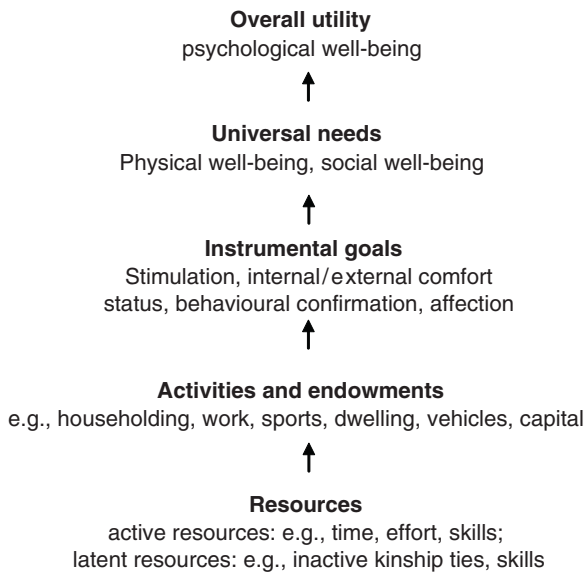 Overall utility
psychological well-being
Universal needs
Physical well-being, social well-being
Instrumental goals
Stimulation, internal/external comfort
status, behavioural confirmation, affection
Activities and endowments
e.g., householding, work, sports, dwelling, vehicles, capital
Resources
active resources: e.g., time, effort, skills;
latent resources: e.g., inactive kinship ties, skills